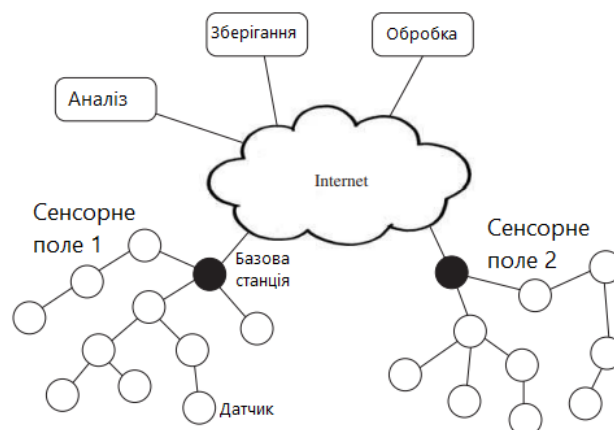 Зберігання
Обробка
Аналіз
Internet
Сенсорне
поле 1
Базова
станція
Сенсорне
поле 2
Датчик